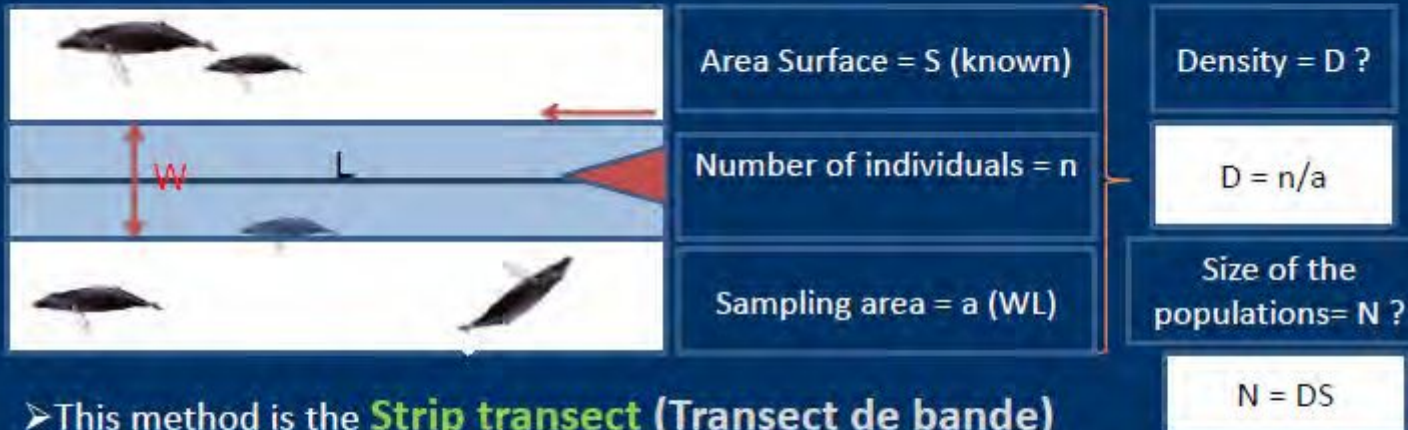 W
L
Area Surface = S (known)
Number of individuals = n
Sampling area = a (WL)
Density = D ?
D = n/a
Size of the
populations= N ?
N = DS
➢This method is the Strip transect (Transect de bande)